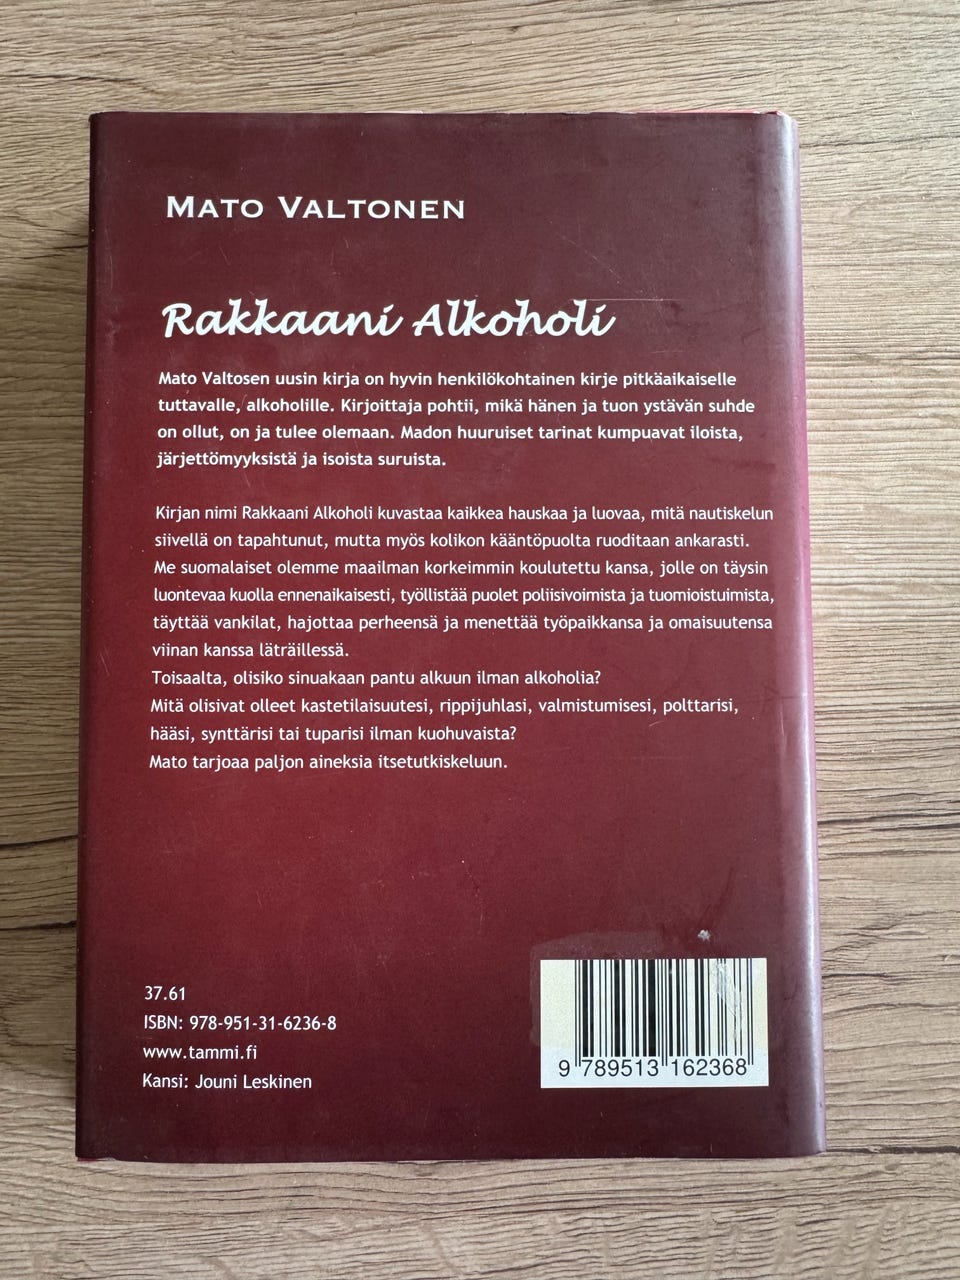 MATO VALTONEN
Rakkaani Alkoholi
Mato Valtosen uusin kirja on hyvin henkilökohtainen kirje pitkäaikaiselle
tuttavalle, alkoholille. Kirjoittaja pohtii, mikä hänen ja tuon ystävän suhde
on ollut, on ja tulee olemaan. Madon huuruiset tarinat kumpuavat iloista,
järjettömyyksistä ja isoista suruista.
Kirjan nimi Rakkaani Alkoholi kuvastaa kaikkea hauskaa ja luovaa, mitä nautiskelun
siivellä on tapahtunut, mutta myös kolikon kääntöpuolta ruoditaan ankarasti.
Me suomalaiset olemme maailman korkeimmin koulutettu kansa, jolle on täysin
luontevaa kuolla ennenaikaisesti, työllistää puolet poliisivoimista ja tuomioistuimista,
täyttää vankilat, hajottaa perheensä ja menettää työpaikkansa ja omaisuutensa
viinan kanssa läträillessä.
Toisaalta, olisiko sinuakaan pantu alkuun ilman alkoholia?
Mitä olisivat olleet kastetilaisuutesi, rippijuhlasi, valmistumisesi, polttarisi,
hääsi, synttärisi tai tuparisi ilman kuohuvaista?
Mato tarjoaa paljon aineksia itsetutkiskeluun.
37.61
ISBN: 978-951-31-6236-8
www.tammi.fi
Kansi: Jouni Leskinen
9 789513 162368